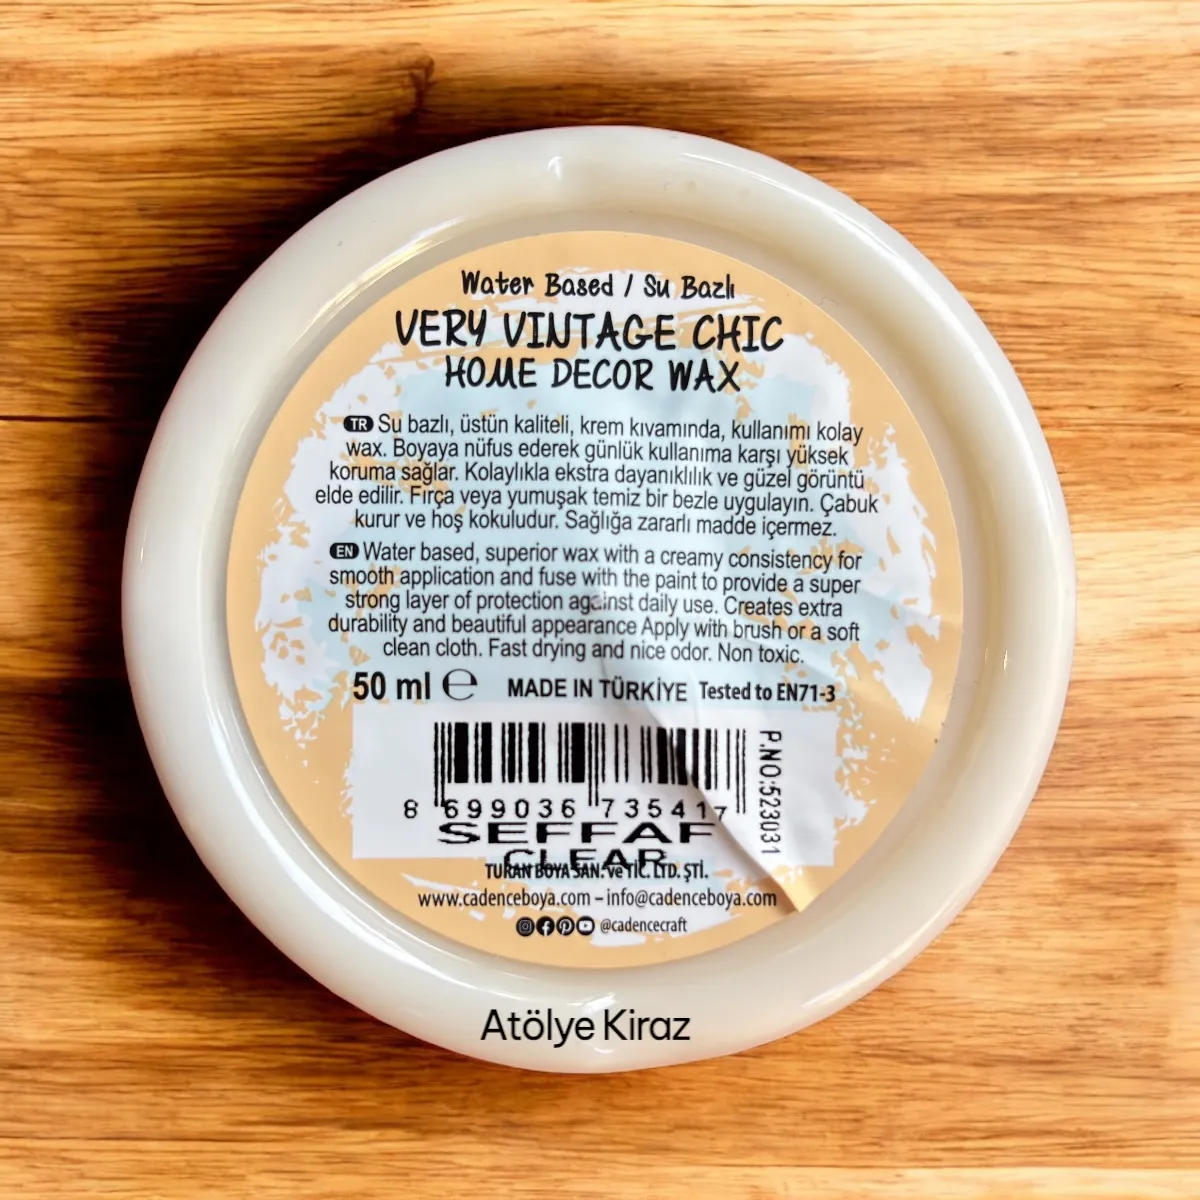 Water Based / Su Bazlı
VERY VINTAGE CHIC
HOME DECOR WAX
TR Su bazlı, üstün kaliteli, krem kıvamında, kullanımı kolay
wax. Boyaya nüfus ederek günlük kullanıma karşı yüksek
koruma sağlar. Kolaylıkla ekstra dayanıklılık ve güzel görüntü
elde edilir. Fırça veya yumuşak temiz bir bezle uygulayın. Çabuk
kurur ve hoş kokuludur. Sağlığa zararlı madde içermez.
EN Water based, superior wax with a creamy consistency for
smooth application and fuse with the paint to provide a super
strong layer of protection against daily use. Creates extra
durability and beautiful appearance Apply with brush or a soft
clean cloth. Fast drying and nice odor. Non toxic.
50 ml ℮ MADE IN TÜRKİYE Tested to EN71-3
P.NO:523031
8 699036 735417
SEFFAF
CLEAR
TURAN BOYA SAN. ve TİC. LTD. ŞTİ.
www.cadenceboya.com – info@cadenceboya.com
@cadencecraft
Atölye Kiraz